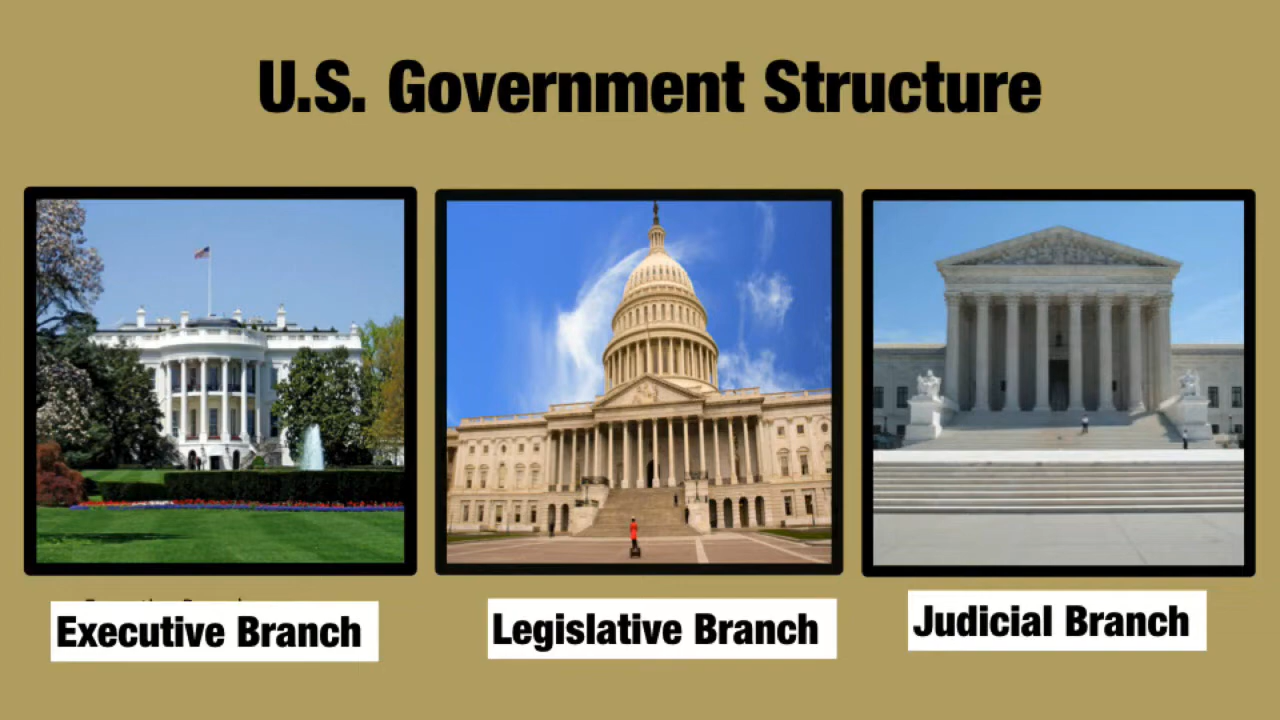 U.S. Government Structure
Executive Branch
Legislative Branch
Judicial Branch